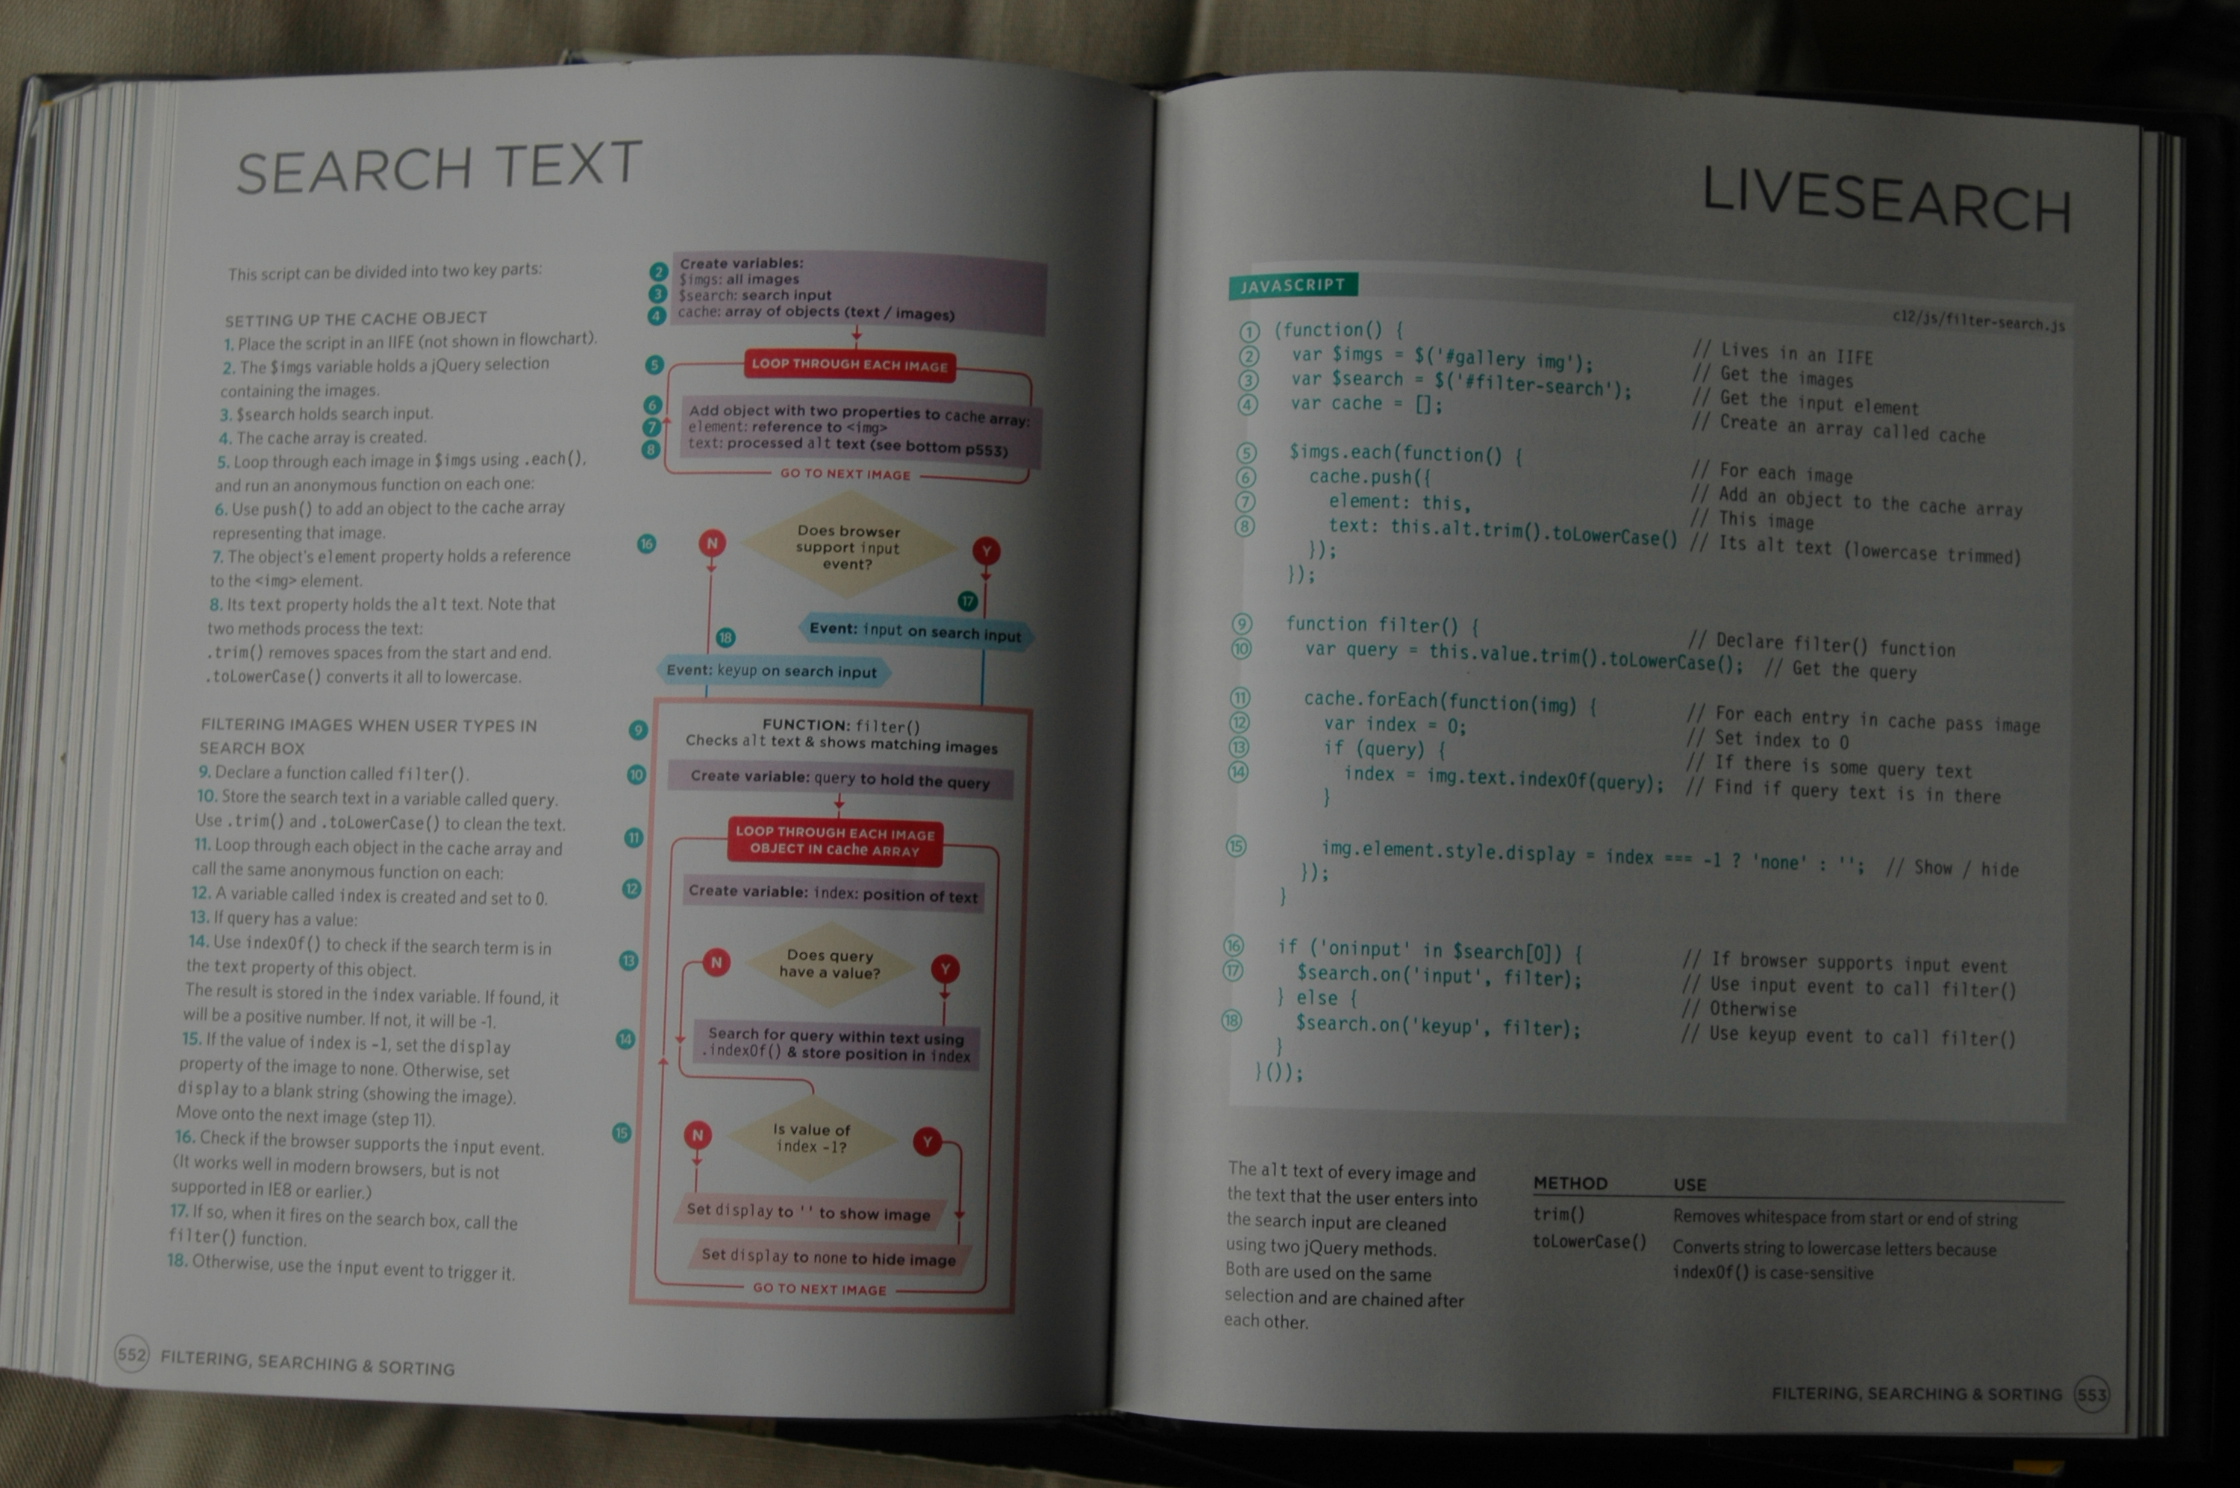 SEARCH TEXT
This script can be divided into two key parts:
SETTING UP THE CACHE OBJECT
1. Place the script in an IIFE (not shown in flowchart).
2. The $imgs variable holds a jQuery selection
containing the images.
3. $search holds search input.
4. The cache array is created.
5. Loop through each image in $imgs using .each(),
and run an anonymous function on each one:
6. Use push() to add an object to the cache array
representing that image.
7. The object's element property holds a reference
to the <img> element.
8. Its text property holds the alt text. Note that
two methods process the text:
.trim() removes spaces from the start and end.
.toLowerCase() converts it all to lowercase.
FILTERING IMAGES WHEN USER TYPES IN
SEARCH BOX
9. Declare a function called filter().
10. Store the search text in a variable called query.
Use .trim() and .toLowerCase() to clean the text.
11. Loop through each object in the cache array and
call the same anonymous function on each:
12. A variable called index is created and set to 0.
13. If query has a value:
14. Use indexOf() to check if the search term is in
the text property of this object.
The result is stored in the index variable. If found, it
will be a positive number. If not, it will be -1.
15. If the value of index is -1, set the display
property of the image to none. Otherwise, set
display to a blank string (showing the image).
Move onto the next image (step 11).
16. Check if the browser supports the input event.
(It works well in modern browsers, but is not
supported in IE8 or earlier.)
17. If so, when it fires on the search box, call the
filter() function.
18. Otherwise, use the input event to trigger it.
2 Create variables:
$imgs: all images
3 $search: search input
4 cache: array of objects (text / images)
5 LOOP THROUGH EACH IMAGE
6 Add object with two properties to cache array:
7 element: reference to <img>
8 text: processed alt text (see bottom p553)
GO TO NEXT IMAGE
16 N Does browser Y
support input
event?
17
Event: input on search input
18
Event: keyup on search input
9 FUNCTION: filter()
Checks alt text & shows matching images
10 Create variable: query to hold the query
11 LOOP THROUGH EACH IMAGE
OBJECT IN cache ARRAY
12 Create variable: index: position of text
13 N Does query Y
have a value?
14 Search for query within text using
.indexOf() & store position in index
15 N Is value of Y
index -1?
Set display to '' to show image
Set display to none to hide image
GO TO NEXT IMAGE
552 FILTERING, SEARCHING & SORTING
LIVESEARCH
JAVASCRIPT
c12/js/filter-search.js
1 (function() { // Lives in an IIFE
2 var $imgs = $('#gallery img'); // Get the images
3 var $search = $('#filter-search'); // Get the input element
4 var cache = []; // Create an array called cache
5 $imgs.each(function() { // For each image
6 cache.push({ // Add an object to the cache array
7 element: this, // This image
8 text: this.alt.trim().toLowerCase() // Its alt text (lowercase trimmed)
});
});
9 function filter() { // Declare filter() function
10 var query = this.value.trim().toLowerCase(); // Get the query
11 cache.forEach(function(img) { // For each entry in cache pass image
12 var index = 0; // Set index to 0
13 if (query) { // If there is some query text
14 index = img.text.indexOf(query); // Find if query text is in there
}
15 img.element.style.display = index === -1 ? 'none' : ''; // Show / hide
});
}
16 if ('oninput' in $search[0]) { // If browser supports input event
17 $search.on('input', filter); // Use input event to call filter()
} else { // Otherwise
18 $search.on('keyup', filter); // Use keyup event to call filter()
}
}());
The alt text of every image and
the text that the user enters into
the search input are cleaned
using two jQuery methods.
Both are used on the same
selection and are chained after
each other.
METHOD USE
trim() Removes whitespace from start or end of string
toLowerCase() Converts string to lowercase letters because
indexOf() is case-sensitive
FILTERING, SEARCHING & SORTING 553